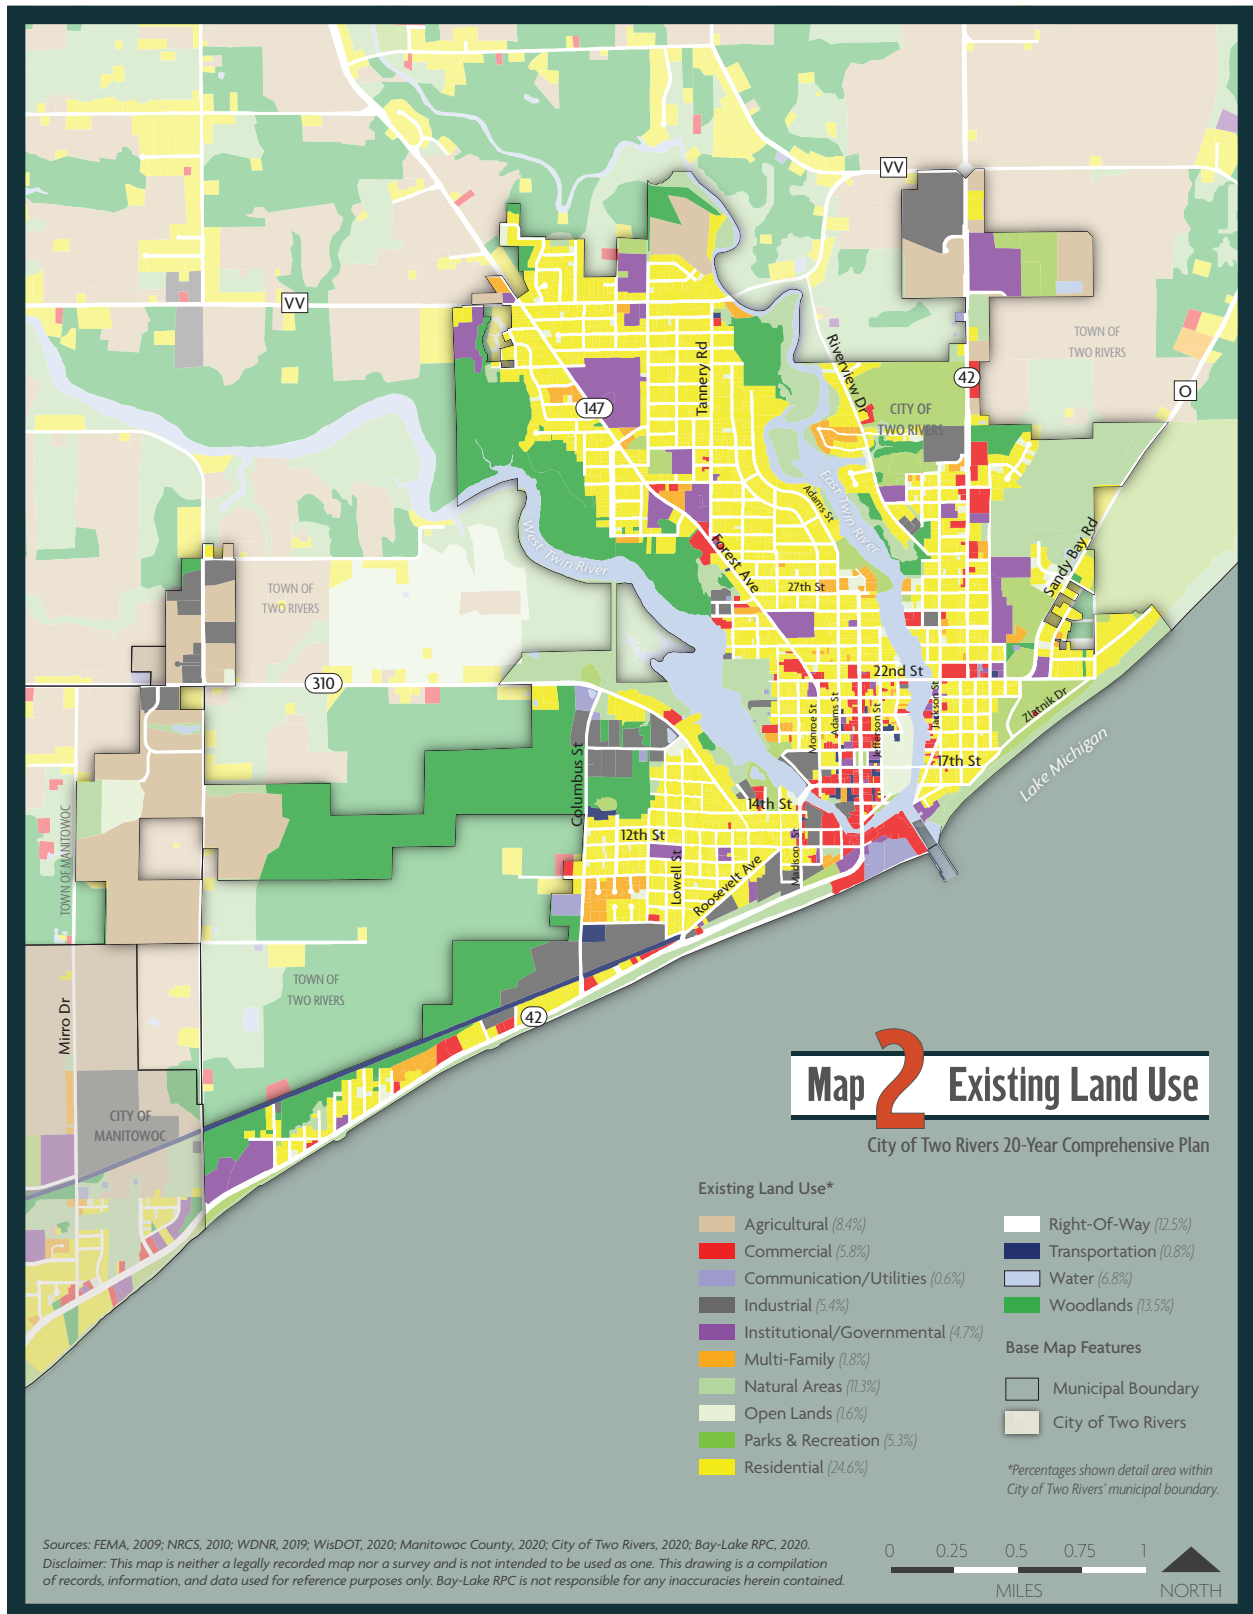 VV
VV
TOWN OF
TWO RIVERS
Riverview Dr
Tannery Rd
42
O
147
CITY OF
TWO RIVERS
East Twin River
Adams St
West Twin River
Forest Ave
Sandy Bay Rd
27th St
TOWN OF
TWO RIVERS
22nd St
310
Jackson St
Zlatnik Dr
Monroe St
Adams St
Jefferson St
Columbus St
17th St
Lake Michigan
14th St
12th St
TOWN OF MANITOWOC
Lowell St
Madison St
Roosevelt Ave
TOWN OF
TWO RIVERS
Mirro Dr
42
CITY OF
MANITOWOC
Map 2 Existing Land Use
City of Two Rivers 20-Year Comprehensive Plan
Existing Land Use*
Agricultural (8.4%)
Commercial (5.8%)
Communication/Utilities (0.6%)
Industrial (5.4%)
Institutional/Governmental (4.7%)
Multi-Family (1.8%)
Natural Areas (11.3%)
Open Lands (1.6%)
Parks & Recreation (5.3%)
Residential (24.6%)
Right-Of-Way (12.5%)
Transportation (0.8%)
Water (6.8%)
Woodlands (13.5%)
Base Map Features
Municipal Boundary
City of Two Rivers
*Percentages shown detail area within
City of Two Rivers' municipal boundary.
Sources: FEMA, 2009; NRCS, 2010; WDNR, 2019; WisDOT, 2020; Manitowoc County, 2020; City of Two Rivers, 2020; Bay-Lake RPC, 2020.
Disclaimer: This map is neither a legally recorded map nor a survey and is not intended to be used as one. This drawing is a compilation
of records, information, and data used for reference purposes only. Bay-Lake RPC is not responsible for any inaccuracies herein contained.
0 0.25 0.5 0.75 1
MILES
NORTH